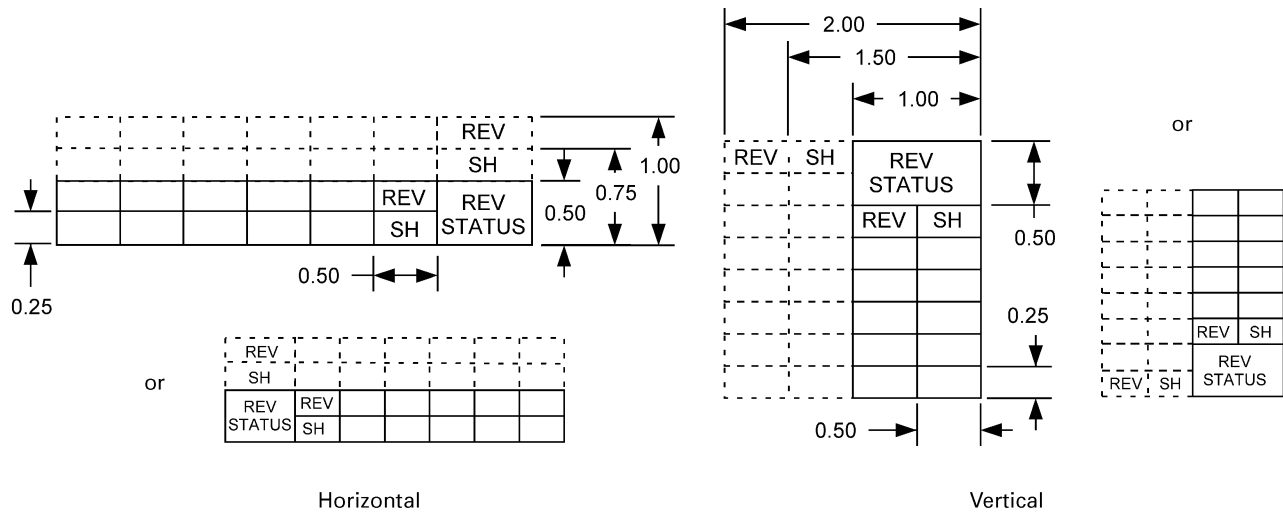 2.00
1.50
1.00
REV
SH
REV
SH
REV
STATUS
1.00
0.75
0.50
0.25
0.50
or
REV
SH
REV
STATUS
REV
SH
Horizontal
REV
SH
REV
STATUS
REV
SH
0.50
0.25
0.50
or
REV
SH
REV
STATUS
REV
SH
Vertical